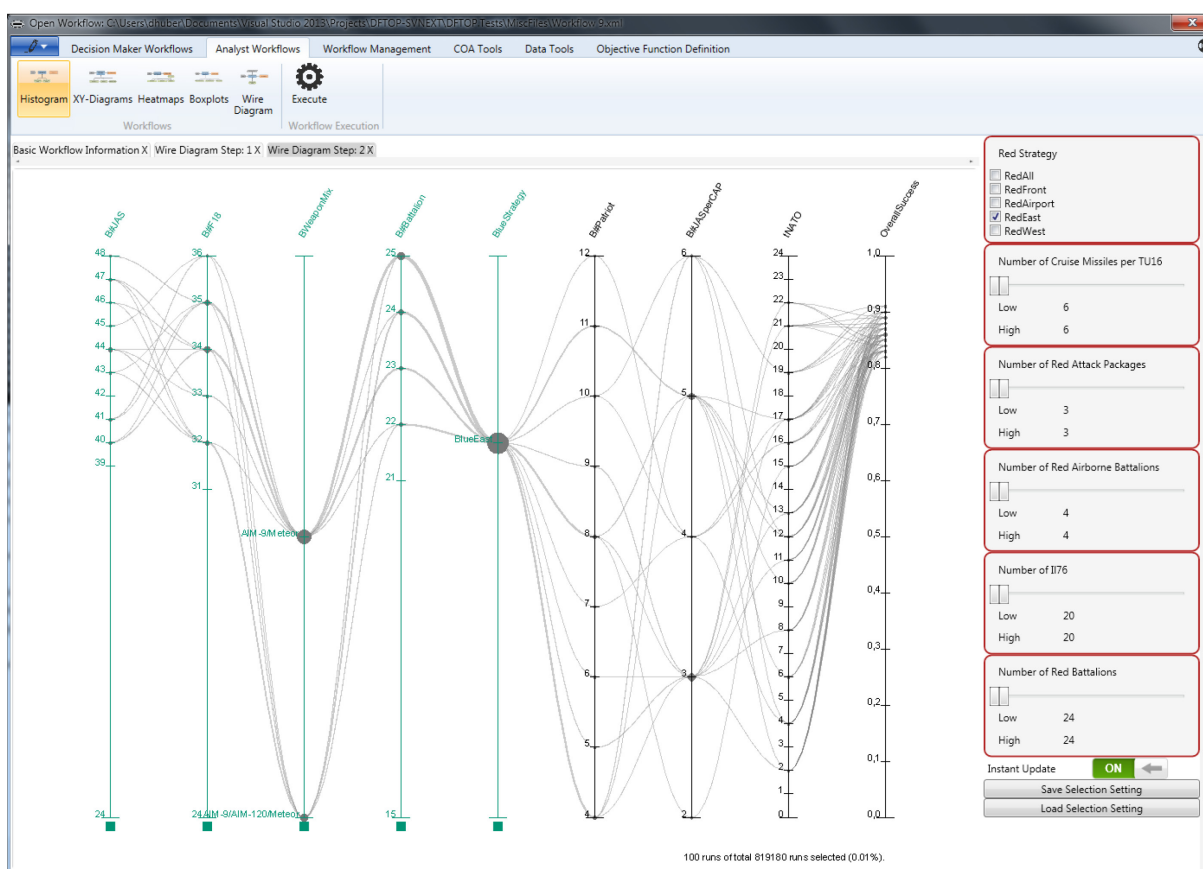 Open Workflow: C:\Users\dhuber\Documents\Visual Studio 2013\Projects\DFTOP-SVNEXT\DFTOP.Tests\MiscFiles\Workflow 9.xml
X
Decision Maker Workflows Analyst Workflows Workflow Management COA Tools Data Tools Objective Function Definition
Histogram XY-Diagrams Heatmaps Boxplots Wire Diagram Execute
Workflows Workflow Execution
Basic Workflow Information X Wire Diagram Step: 1 X Wire Diagram Step: 2 X
B#JAS
48
47
46
45
44
43
42
41
40
39
24
B#F18
36
35
34
33
32
31
24
BWeaponMix
AIM-9/Meteor
AIM-9/AIM-120/Meteor
B#Battalion
25
24
23
22
21
15
BlueStrategy
BlueEast
B#Patriot
12
11
10
9
8
7
6
5
4
B#JASperCAP
6
5
4
3
2
tNATO
24
23
22
21
20
19
18
17
16
15
14
13
12
11
10
9
8
7
6
5
4
3
2
1
0
OverallSuccess
1,0
0,9
0,8
0,7
0,6
0,5
0,4
0,3
0,2
0,1
0,0
100 runs of total 819180 runs selected (0.01%).
Red Strategy
RedAll
RedFront
RedAirport
RedEast
RedWest
Number of Cruise Missiles per TU16
Low 6
High 6
Number of Red Attack Packages
Low 3
High 3
Number of Red Airborne Battalions
Low 4
High 4
Number of Il76
Low 20
High 20
Number of Red Battalions
Low 24
High 24
Instant Update ON
Save Selection Setting
Load Selection Setting